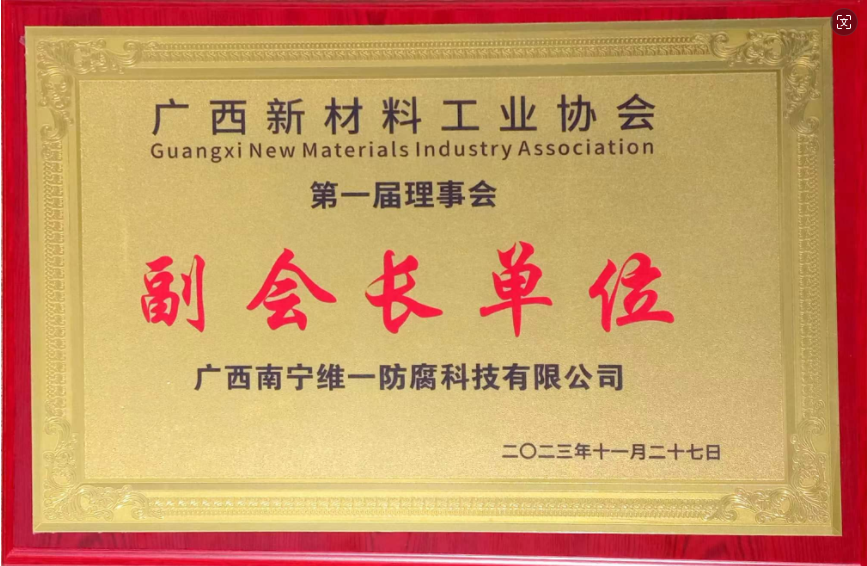 广西新材料工业协会
Guangxi New Materials Industry Association
第一届理事会
副会长单位
广西南宁维一防腐科技有限公司
二〇二三年十一月二十七日